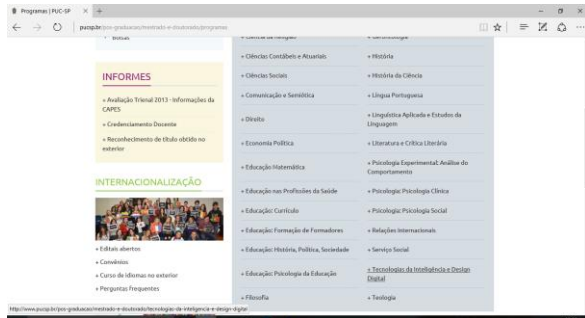 Programas | PUC-SP
pucsp.br/pos-graduacao/mestrado-e-doutorado/programas
» Bolsas
INFORMES
» Avaliação Trienal 2013 - Informações da
CAPES
» Credenciamento Docente
» Reconhecimento de título obtido no
exterior
INTERNACIONALIZAÇÃO
» Editais abertos
» Convênios
» Curso de idiomas no exterior
» Perguntas frequentes
» Ciência da Religião
» Ciências Contábeis e Atuariais
» Ciências Sociais
» Comunicação e Semiótica
» Direito
» Economia Política
» Educação Matemática
» Educação nas Profissões da Saúde
» Educação: Currículo
» Educação: Formação de Formadores
» Educação: História, Política, Sociedade
» Educação: Psicologia da Educação
» Filosofia
» Gerontologia
» História
» História da Ciência
» Língua Portuguesa
» Linguística Aplicada e Estudos da
Linguagem
» Literatura e Crítica Literária
» Psicologia Experimental: Análise do
Comportamento
» Psicologia: Psicologia Clínica
» Psicologia: Psicologia Social
» Relações Internacionais
» Serviço Social
» Tecnologias da Inteligência e Design
Digital
» Teologia
http://www.pucsp.br/pos-graduacao/mestrado-e-doutorado/tecnologias-da-inteligencia-e-design-digital